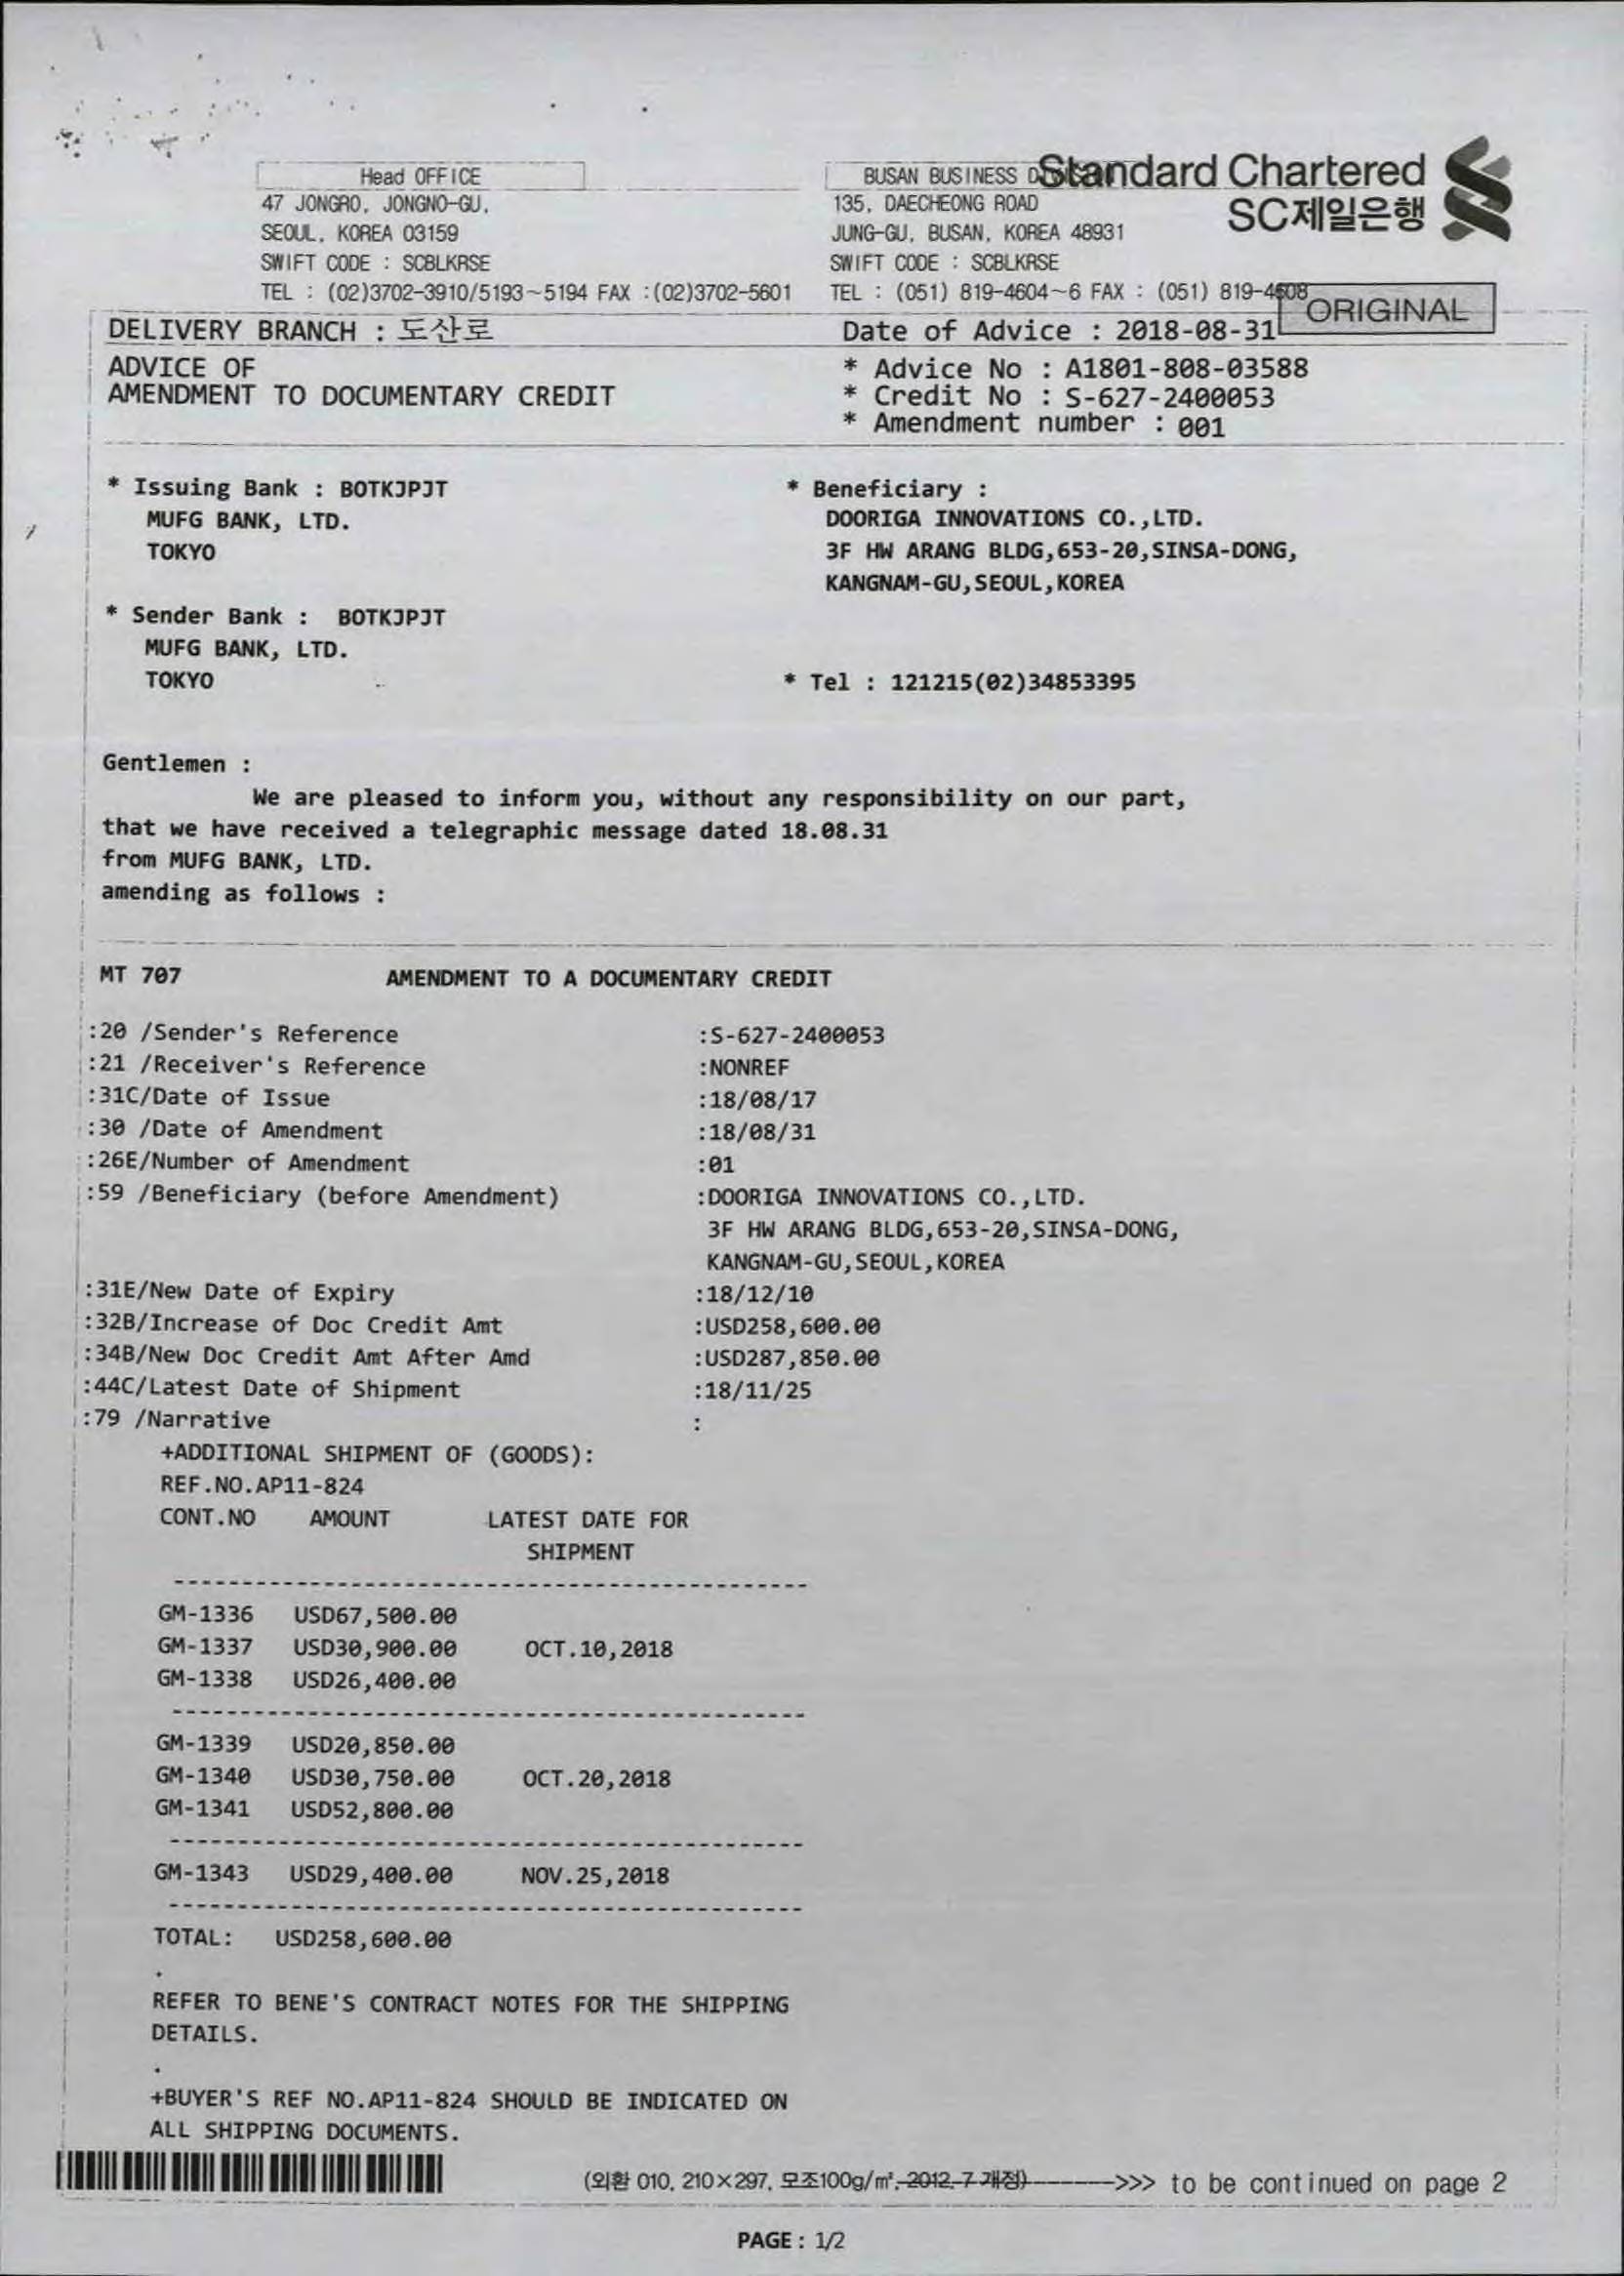 Standard Chartered
SC제일은행
Head OFFICE
47 JONGRO, JONGNO-GU,
SEOUL, KOREA 03159
SWIFT CODE : SCBLKRSE
TEL : (02)3702-3910/5193~5194 FAX :(02)3702-5601
BUSAN BUSINESS
135, DAECHEONG ROAD
JUNG-GU, BUSAN, KOREA 48931
SWIFT CODE : SCBLKRSE
TEL : (051) 819-4604~6 FAX : (051) 819-4608
ORIGINAL
DELIVERY BRANCH : 도산로
Date of Advice : 2018-08-31
ADVICE OF
AMENDMENT TO DOCUMENTARY CREDIT
* Advice No : A1801-808-03588
* Credit No : S-627-2400053
* Amendment number : 001
* Issuing Bank : BOTKJPJT
MUFG BANK, LTD.
TOKYO
* Beneficiary :
DOORIGA INNOVATIONS CO.,LTD.
3F HW ARANG BLDG,653-20,SINSA-DONG,
KANGNAM-GU,SEOUL,KOREA
* Sender Bank : BOTKJPJT
MUFG BANK, LTD.
TOKYO
* Tel : 121215(02)34853395
Gentlemen :
We are pleased to inform you, without any responsibility on our part,
that we have received a telegraphic message dated 18.08.31
from MUFG BANK, LTD.
amending as follows :
MT 707 AMENDMENT TO A DOCUMENTARY CREDIT
:20 /Sender's Reference :S-627-2400053
:21 /Receiver's Reference :NONREF
:31C/Date of Issue :18/08/17
:30 /Date of Amendment :18/08/31
:26E/Number of Amendment :01
:59 /Beneficiary (before Amendment) :DOORIGA INNOVATIONS CO.,LTD.
3F HW ARANG BLDG,653-20,SINSA-DONG,
KANGNAM-GU,SEOUL,KOREA
:31E/New Date of Expiry :18/12/10
:32B/Increase of Doc Credit Amt :USD258,600.00
:34B/New Doc Credit Amt After Amd :USD287,850.00
:44C/Latest Date of Shipment :18/11/25
:79 /Narrative :
+ADDITIONAL SHIPMENT OF (GOODS):
REF.NO.AP11-824
CONT.NO AMOUNT LATEST DATE FOR
SHIPMENT
-----------------------------------------------
GM-1336 USD67,500.00
GM-1337 USD30,900.00 OCT.10,2018
GM-1338 USD26,400.00
-----------------------------------------------
GM-1339 USD20,850.00
GM-1340 USD30,750.00 OCT.20,2018
GM-1341 USD52,800.00
-----------------------------------------------
GM-1343 USD29,400.00 NOV.25,2018
-----------------------------------------------
TOTAL: USD258,600.00
.
REFER TO BENE'S CONTRACT NOTES FOR THE SHIPPING
DETAILS.
.
+BUYER'S REF NO.AP11-824 SHOULD BE INDICATED ON
ALL SHIPPING DOCUMENTS.
(외환 010, 210×297, 모조100g/㎡, 2012. 7 개정) >>> to be continued on page 2
PAGE : 1/2